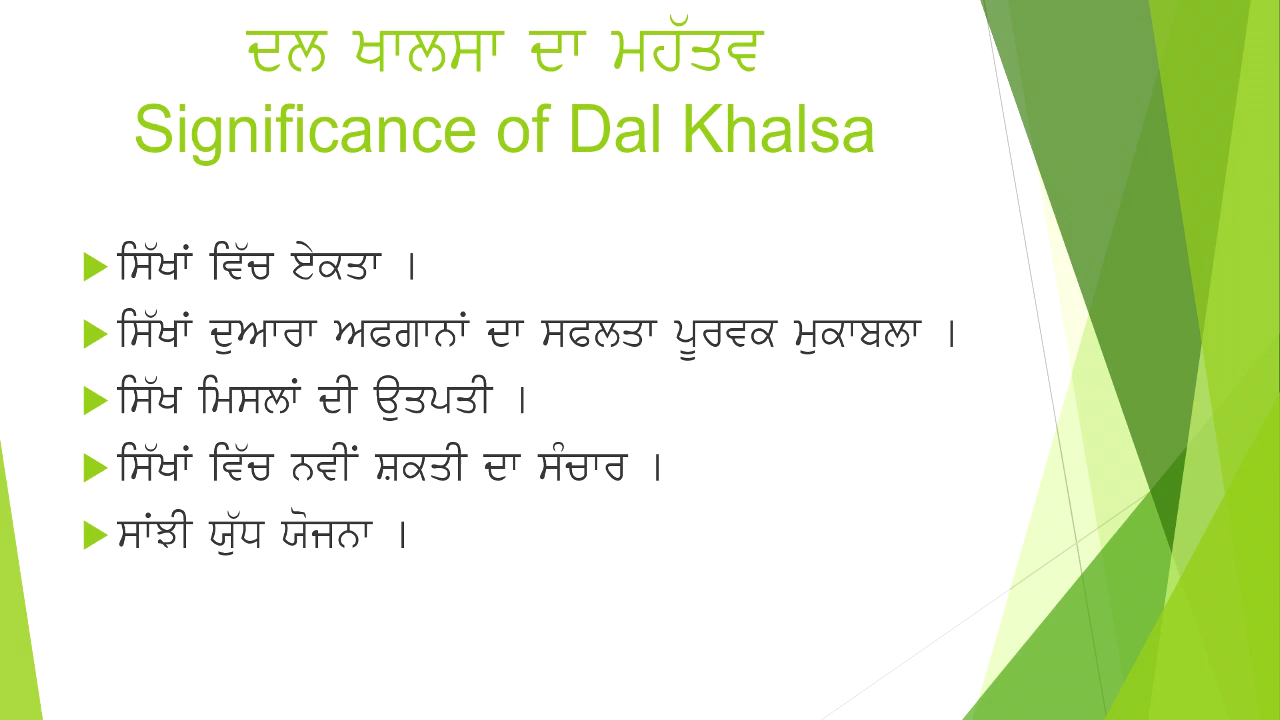 ਦਲ ਖਾਲਸਾ ਦਾ ਮਹੱਤਵ
Significance of Dal Khalsa
ਸਿੱਖਾਂ ਵਿੱਚ ਏਕਤਾ ।
ਸਿੱਖਾਂ ਦੁਆਰਾ ਅਫਗਾਨਾਂ ਦਾ ਸਫਲਤਾ ਪੂਰਵਕ ਮੁਕਾਬਲਾ ।
ਸਿੱਖ ਮਿਸਲਾਂ ਦੀ ਉਤਪਤੀ ।
ਸਿੱਖਾਂ ਵਿੱਚ ਨਵੀਂ ਸ਼ਕਤੀ ਦਾ ਸੰਚਾਰ ।
ਸਾਂਝੀ ਯੁੱਧ ਯੋਜਨਾ ।